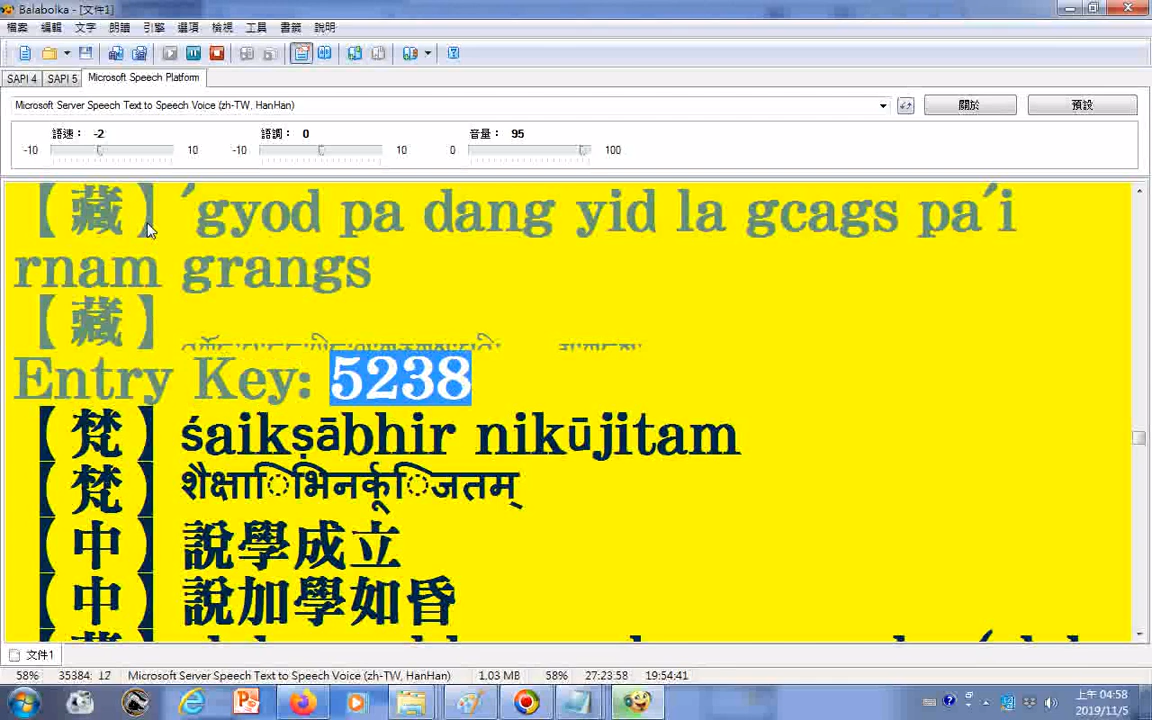 Balabolka - [文件1]
檔案 編輯 文字 朗讀 引擎 選項 檢視 工具 書籤 說明
SAPI 4 SAPI 5 Microsoft Speech Platform
Microsoft Server Speech Text to Speech Voice (zh-TW, HanHan) 關於 預設
語速： -2 語調： 0 音量： 95
-10 10 -10 10 0 100
【藏】 ´gyod pa dang yid la gcags pa´i
rnam grangs
【藏】
Entry Key: 5238
【梵】 śaikṣābhir nikūjitam
【梵】 शैक्षािभिनर्कूिजतम्
【中】 說學成立
【中】 說加學如昏
文件1
58% 35384: 12 Microsoft Server Speech Text to Speech Voice (zh-TW, HanHan) 1.03 MB 58% 27:23:58 19:54:41
上午 04:58
2019/11/5